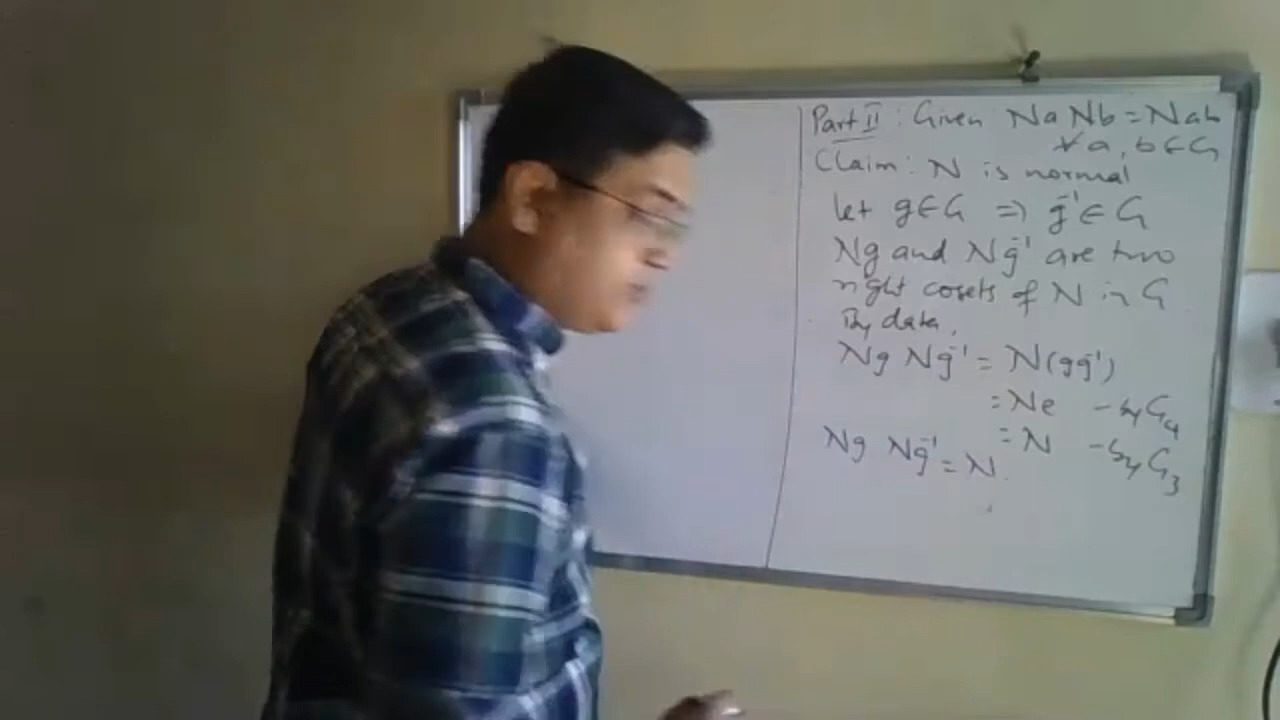 Part II : Given NaNb = Nab
∀ a, b ∈ G
Claim : N is normal
let g ∈ G ⇒ g⁻¹ ∈ G
Ng and Ng⁻¹ are two
right cosets of N in G
By data,
Ng Ng⁻¹ = N(gg⁻¹)
= Ne - by G₄
= N - by G₃
Ng Ng⁻¹ = N